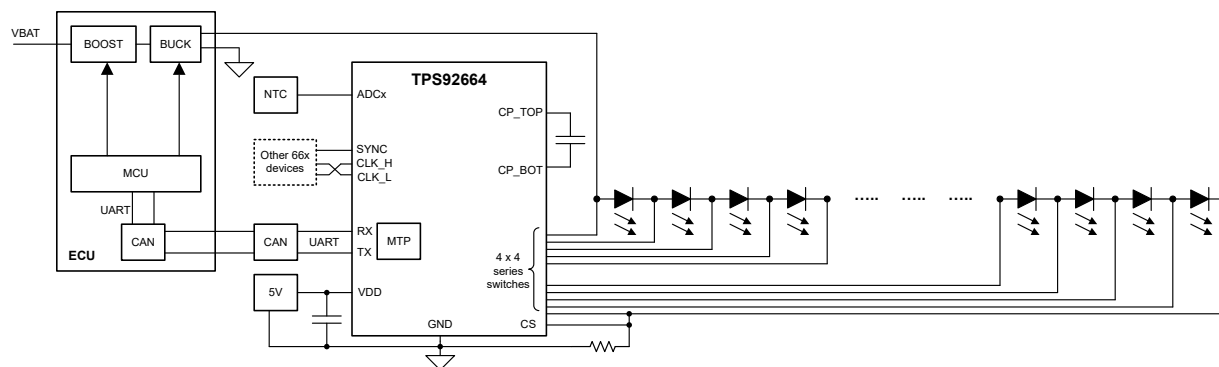 VBAT
BOOST
BUCK
MCU
UART
CAN
ECU
NTC
Other 66x
devices
CAN
UART
5V
TPS92664
ADCx
SYNC
CLK_H
CLK_L
RX
TX
MTP
VDD
GND
CP_TOP
CP_BOT
4 x 4
series
switches
CS
..... ..... .....